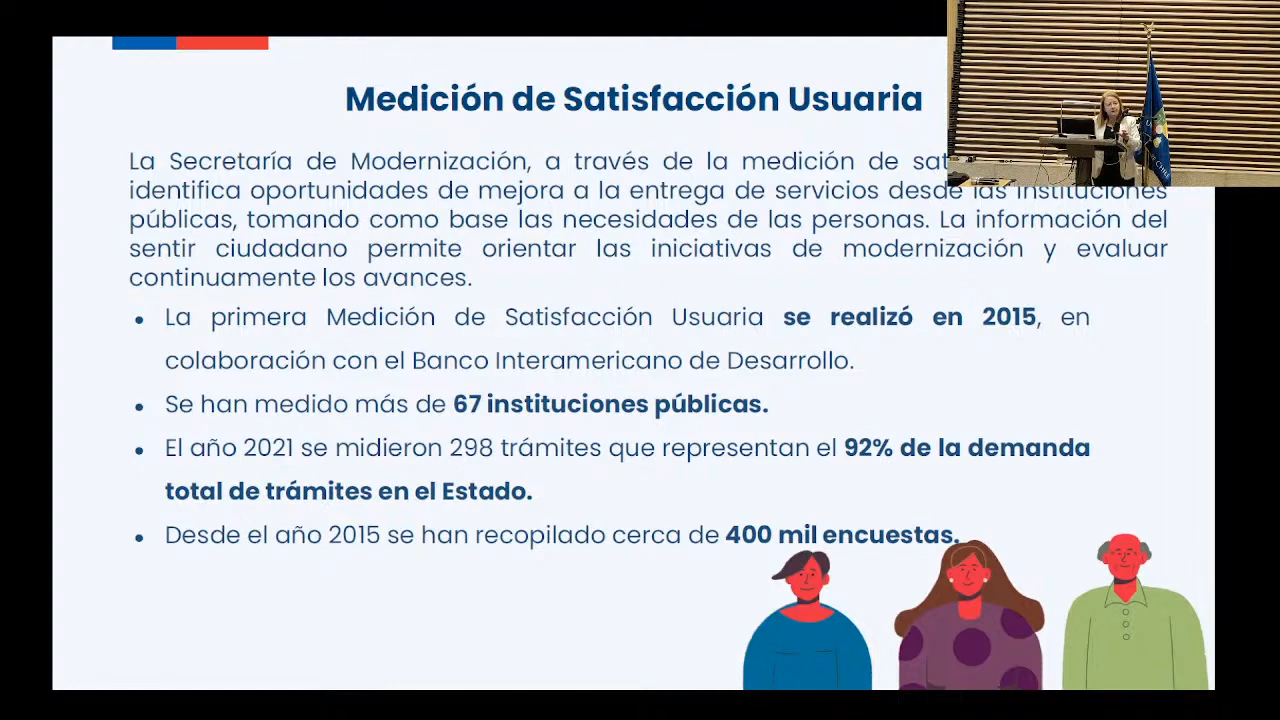 Medición de Satisfacción Usuaria
La Secretaría de Modernización, a través de la medición de
identifica oportunidades de mejora a la entrega de servicios desde las instituciones
públicas, tomando como base las necesidades de las personas. La información del
sentir ciudadano permite orientar las iniciativas de modernización y evaluar
continuamente los avances.
• La primera Medición de Satisfacción Usuaria se realizó en 2015, en
colaboración con el Banco Interamericano de Desarrollo.
• Se han medido más de 67 instituciones públicas.
• El año 2021 se midieron 298 trámites que representan el 92% de la demanda
total de trámites en el Estado.
• Desde el año 2015 se han recopilado cerca de 400 mil encuestas.